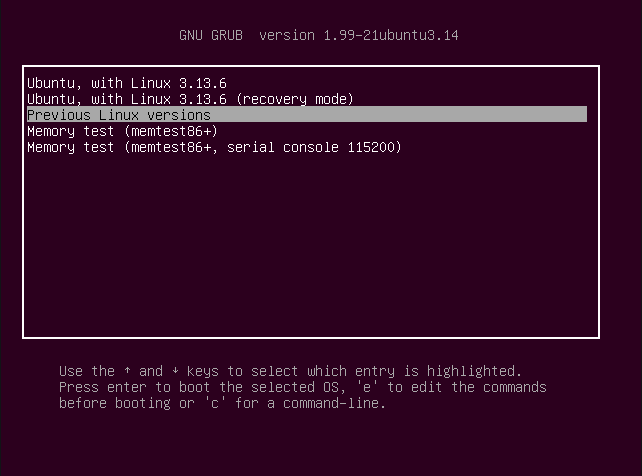 GNU GRUB  version 1.99-21ubuntu3.14
Ubuntu, with Linux 3.13.6
Ubuntu, with Linux 3.13.6 (recovery mode)
Previous Linux versions
Memory test (memtest86+)
Memory test (memtest86+, serial console 115200)
Use the ↑ and ↓ keys to select which entry is highlighted.
Press enter to boot the selected OS, 'e' to edit the commands
before booting or 'c' for a command-line.